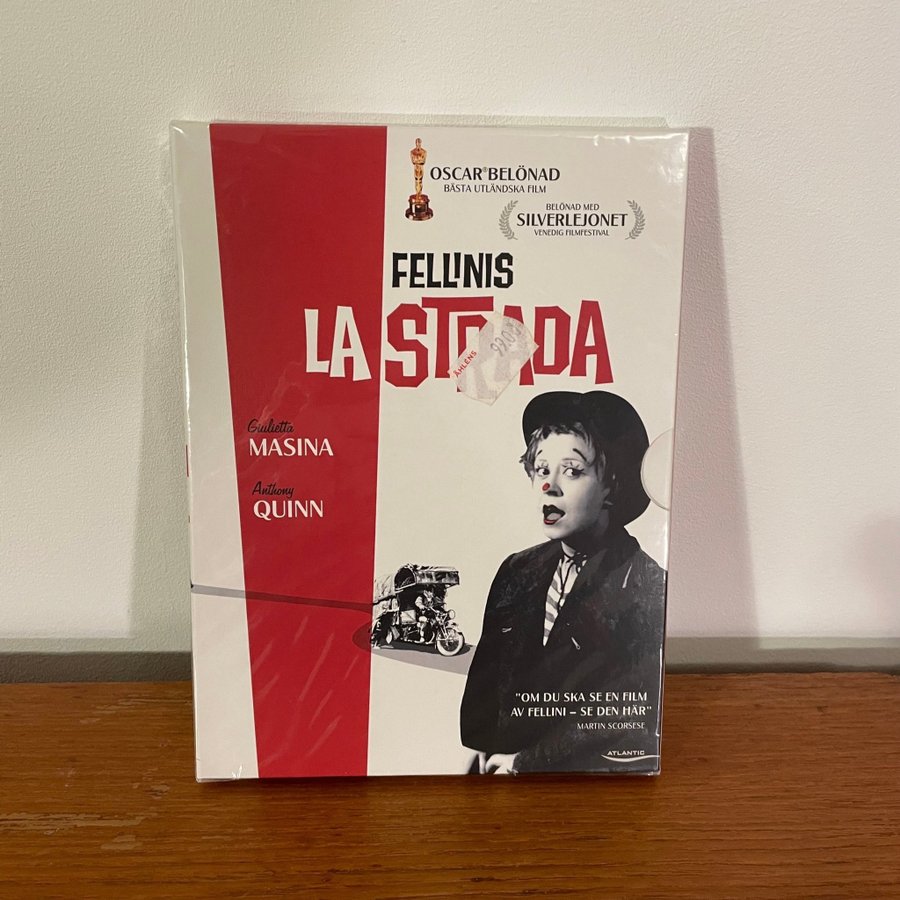 OSCAR®BELÖNAD
BÄSTA UTLÄNDSKA FILM
BELÖNAD MED
SILVERLEJONET
VENEDIG FILMFESTIVAL
FELLINIS
LA STRADA
ÅHLÉNS
Giulietta
MASINA
Anthony
QUINN
"OM DU SKA SE EN FILM
AV FELLINI – SE DEN HÄR"
MARTIN SCORSESE
ATLANTIC